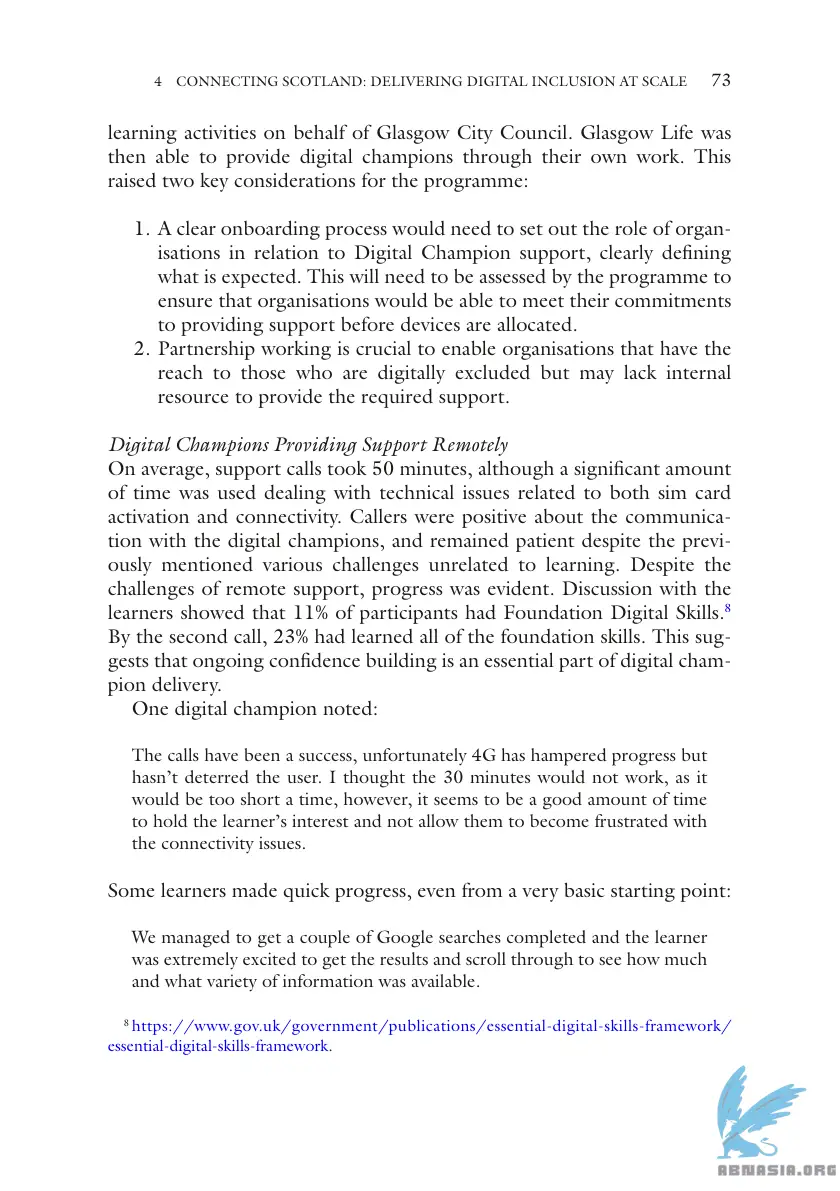 4 CONNECTING SCOTLAND: DELIVERING DIGITAL INCLUSION AT SCALE 73
learning activities on behalf of Glasgow City Council. Glasgow Life was
then able to provide digital champions through their own work. This
raised two key considerations for the programme:
1. A clear onboarding process would need to set out the role of organ-
isations in relation to Digital Champion support, clearly defining
what is expected. This will need to be assessed by the programme to
ensure that organisations would be able to meet their commitments
to providing support before devices are allocated.
2. Partnership working is crucial to enable organisations that have the
reach to those who are digitally excluded but may lack internal
resource to provide the required support.
Digital Champions Providing Support Remotely
On average, support calls took 50 minutes, although a significant amount
of time was used dealing with technical issues related to both sim card
activation and connectivity. Callers were positive about the communica-
tion with the digital champions, and remained patient despite the previ-
ously mentioned various challenges unrelated to learning. Despite the
challenges of remote support, progress was evident. Discussion with the
learners showed that 11% of participants had Foundation Digital Skills.8
By the second call, 23% had learned all of the foundation skills. This sug-
gests that ongoing confidence building is an essential part of digital cham-
pion delivery.
One digital champion noted:
The calls have been a success, unfortunately 4G has hampered progress but
hasn't deterred the user. I thought the 30 minutes would not work, as it
would be too short a time, however, it seems to be a good amount of time
to hold the learner's interest and not allow them to become frustrated with
the connectivity issues.
Some learners made quick progress, even from a very basic starting point:
We managed to get a couple of Google searches completed and the learner
was extremely excited to get the results and scroll through to see how much
and what variety of information was available.
8 https://www.gov.uk/government/publications/essential-digital-skills-framework/
essential-digital-skills-framework.
ABNASIA.ORG